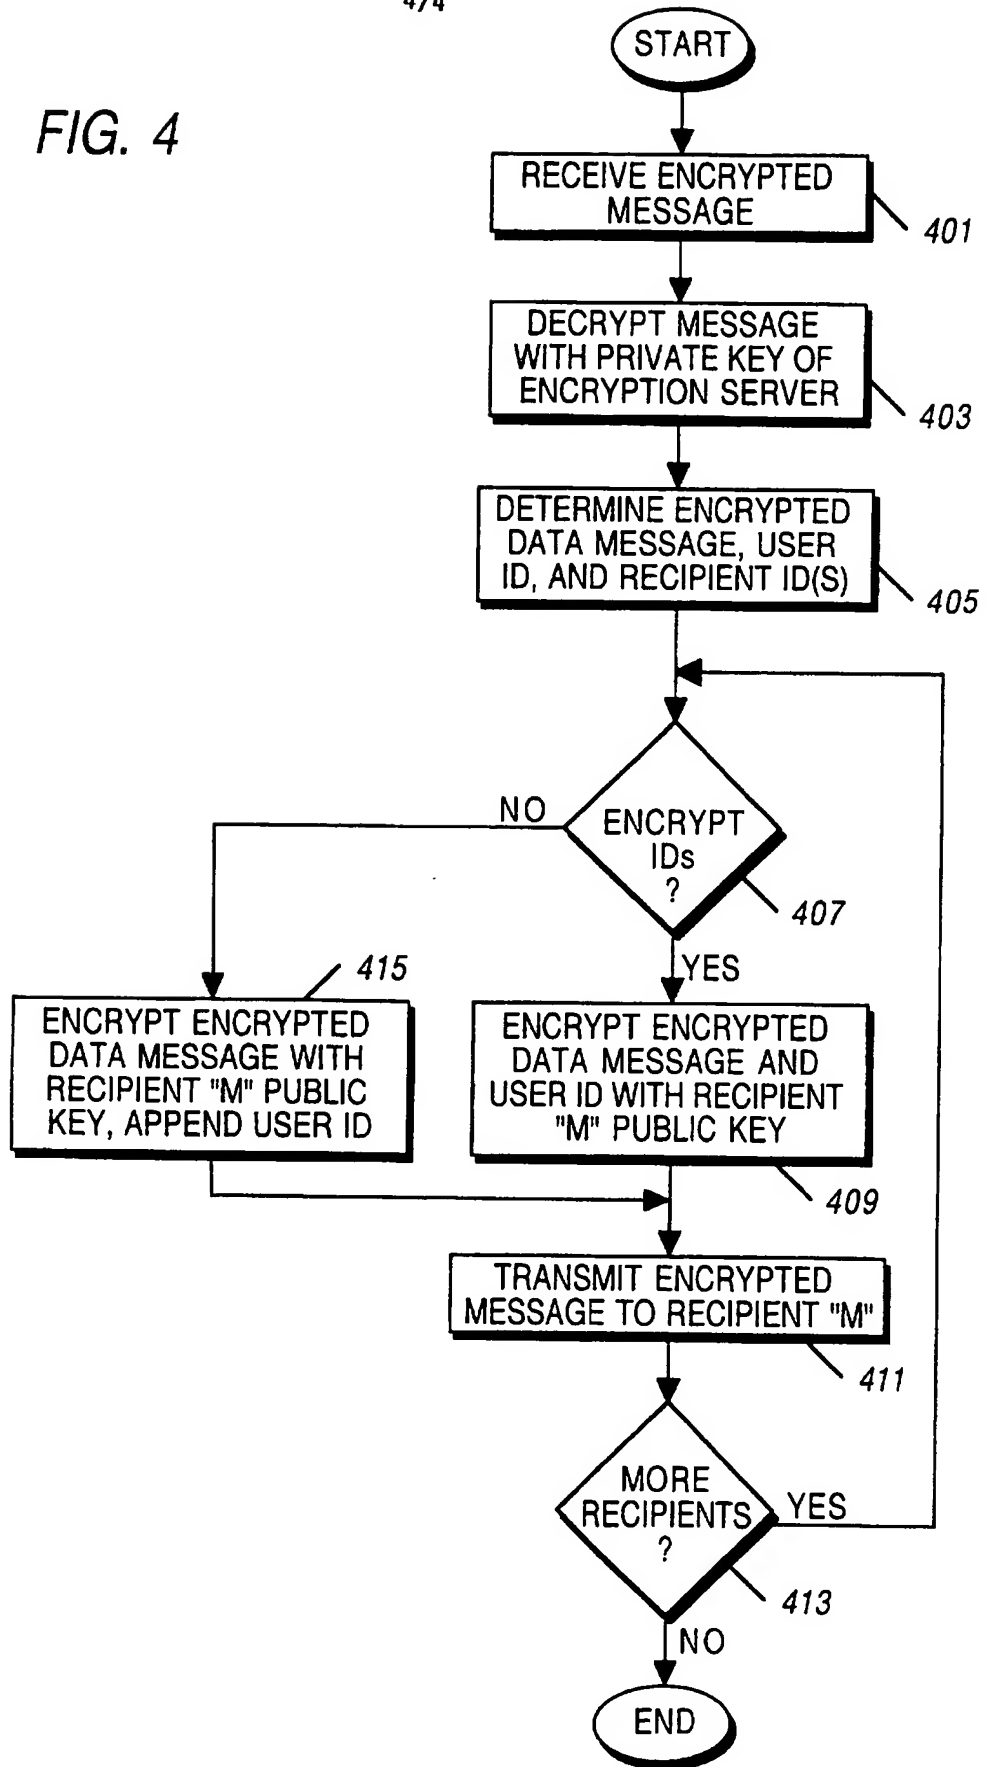 4/4
FIG. 4
START
RECEIVE ENCRYPTED
MESSAGE
401
DECRYPT MESSAGE
WITH PRIVATE KEY OF
ENCRYPTION SERVER
403
DETERMINE ENCRYPTED
DATA MESSAGE, USER
ID, AND RECIPIENT ID(S)
405
NO
ENCRYPT
IDs
?
407
YES
415
ENCRYPT ENCRYPTED
DATA MESSAGE WITH
RECIPIENT "M" PUBLIC
KEY, APPEND USER ID
ENCRYPT ENCRYPTED
DATA MESSAGE AND
USER ID WITH RECIPIENT
"M" PUBLIC KEY
409
TRANSMIT ENCRYPTED
MESSAGE TO RECIPIENT "M"
411
MORE
RECIPIENTS
?
YES
413
NO
END